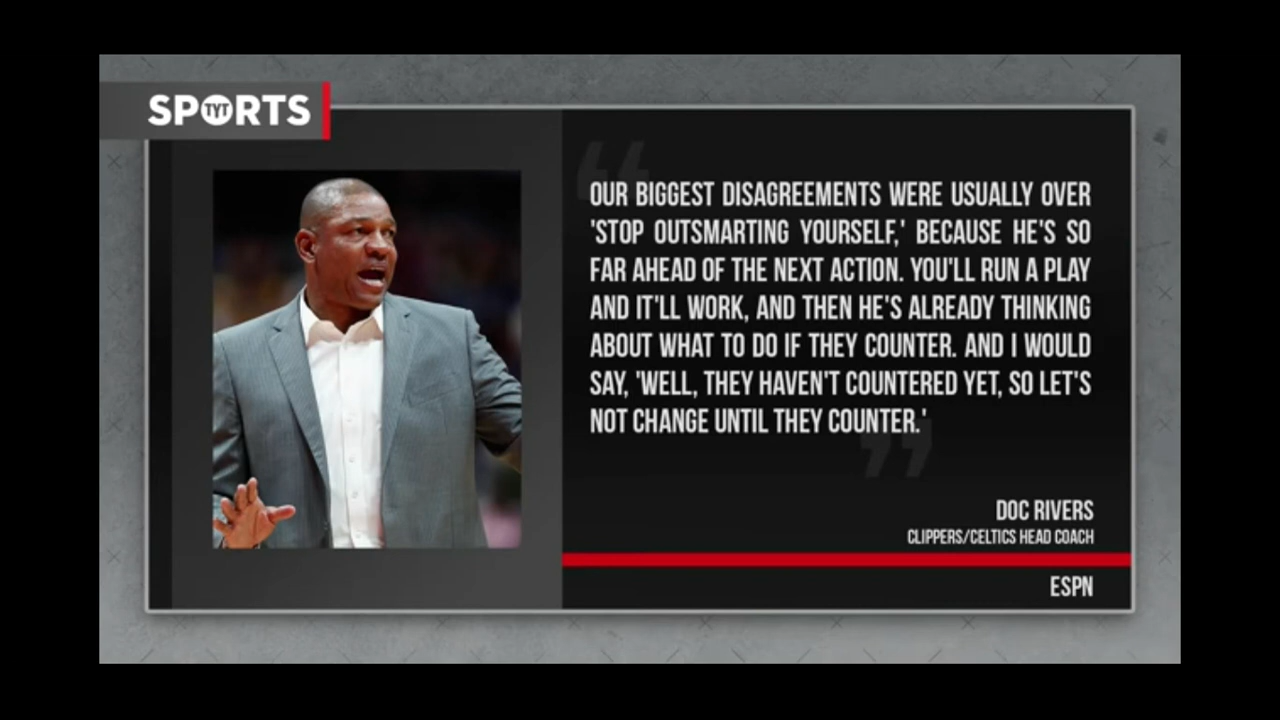 SPORTS
TYT
OUR BIGGEST DISAGREEMENTS WERE USUALLY OVER
'STOP OUTSMARTING YOURSELF,' BECAUSE HE'S SO
FAR AHEAD OF THE NEXT ACTION. YOU'LL RUN A PLAY
AND IT'LL WORK, AND THEN HE'S ALREADY THINKING
ABOUT WHAT TO DO IF THEY COUNTER. AND I WOULD
SAY, 'WELL, THEY HAVEN'T COUNTERED YET, SO LET'S
NOT CHANGE UNTIL THEY COUNTER.'
DOC RIVERS
CLIPPERS/CELTICS HEAD COACH
ESPN